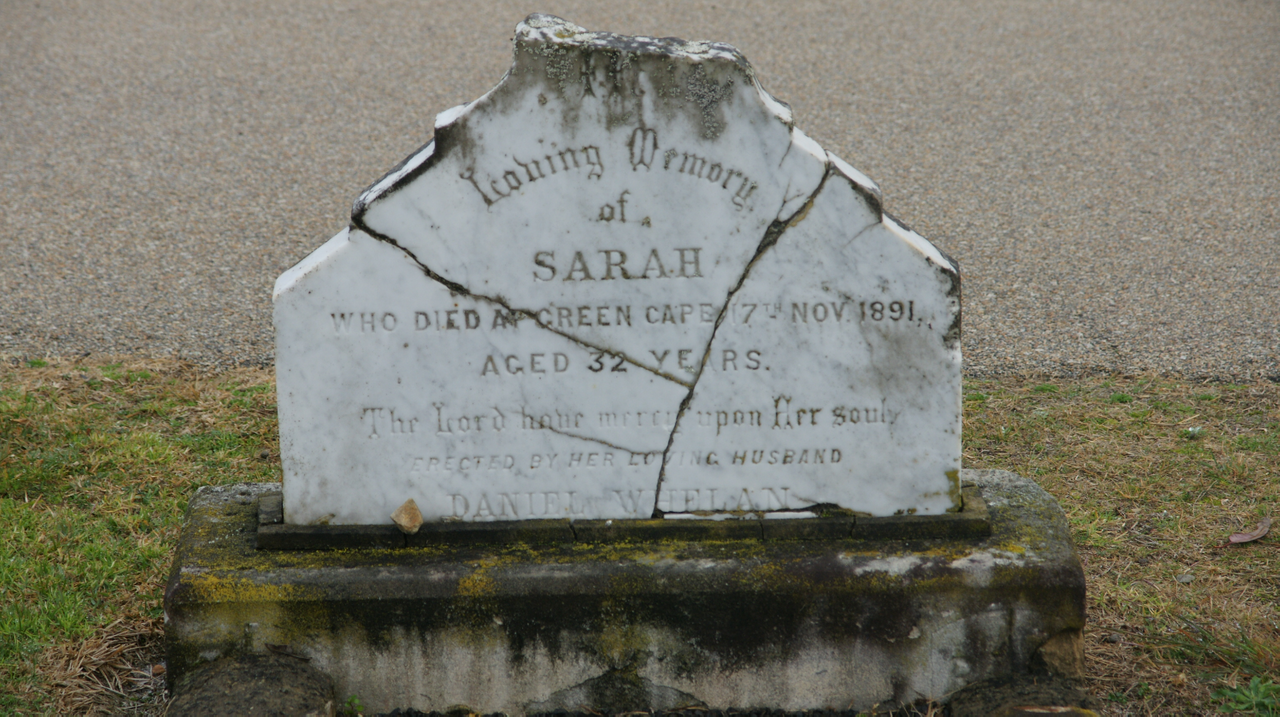 Loving Memory
of
SARAH
WHO DIED AT GREEN CAPE 17TH NOV. 1891.
AGED 32 YEARS.
The Lord have mercy upon Her soul
ERECTED BY HER LOVING HUSBAND
DANIEL WHELAN